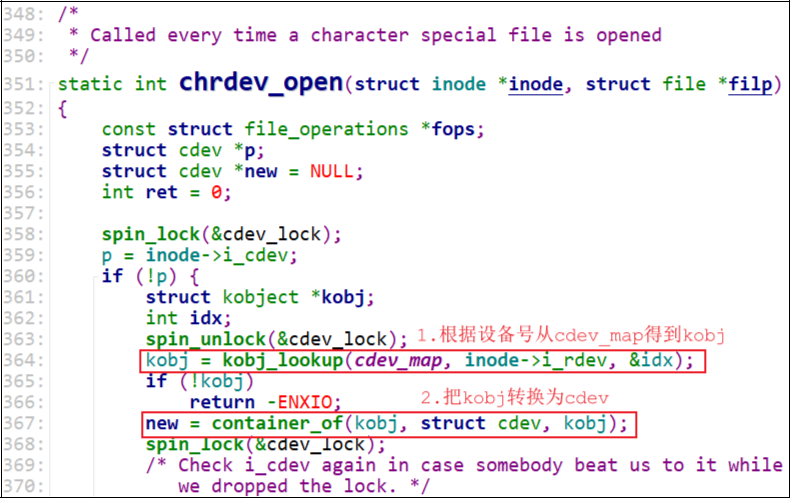 348: /*
349:  * Called every time a character special file is opened
350:  */
351: static int chrdev_open(struct inode *inode, struct file *filp)
352: {
353:     const struct file_operations *fops;
354:     struct cdev *p;
355:     struct cdev *new = NULL;
356:     int ret = 0;
357:
358:     spin_lock(&cdev_lock);
359:     p = inode->i_cdev;
360:     if (!p) {
361:         struct kobject *kobj;
362:         int idx;
363:         spin_unlock(&cdev_lock); 1.根据设备号从cdev_map得到kobj
364:         kobj = kobj_lookup(cdev_map, inode->i_rdev, &idx);
365:         if (!kobj)
366:             return -ENXIO; 2.把kobj转换为cdev
367:         new = container_of(kobj, struct cdev, kobj);
368:         spin_lock(&cdev_lock);
369:         /* Check i_cdev again in case somebody beat us to it while
370:            we dropped the lock. */